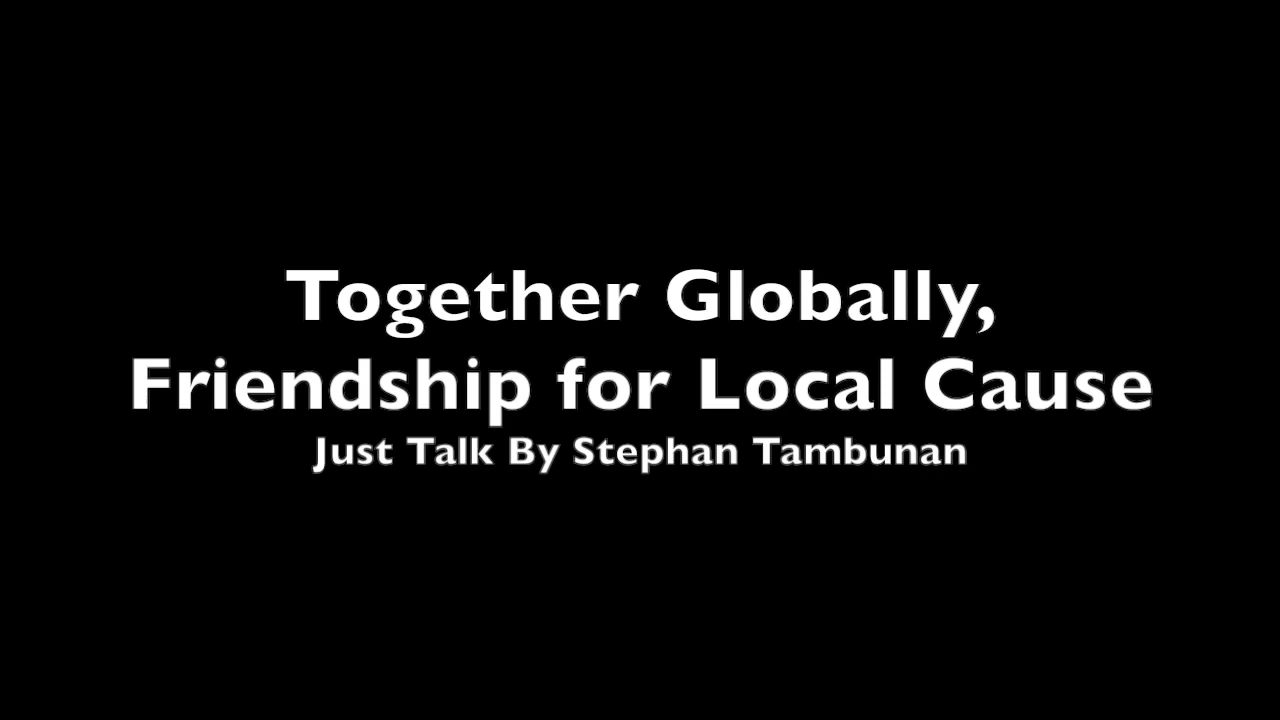 Together Globally,
Friendship for Local Cause
Just Talk By Stephan Tambunan